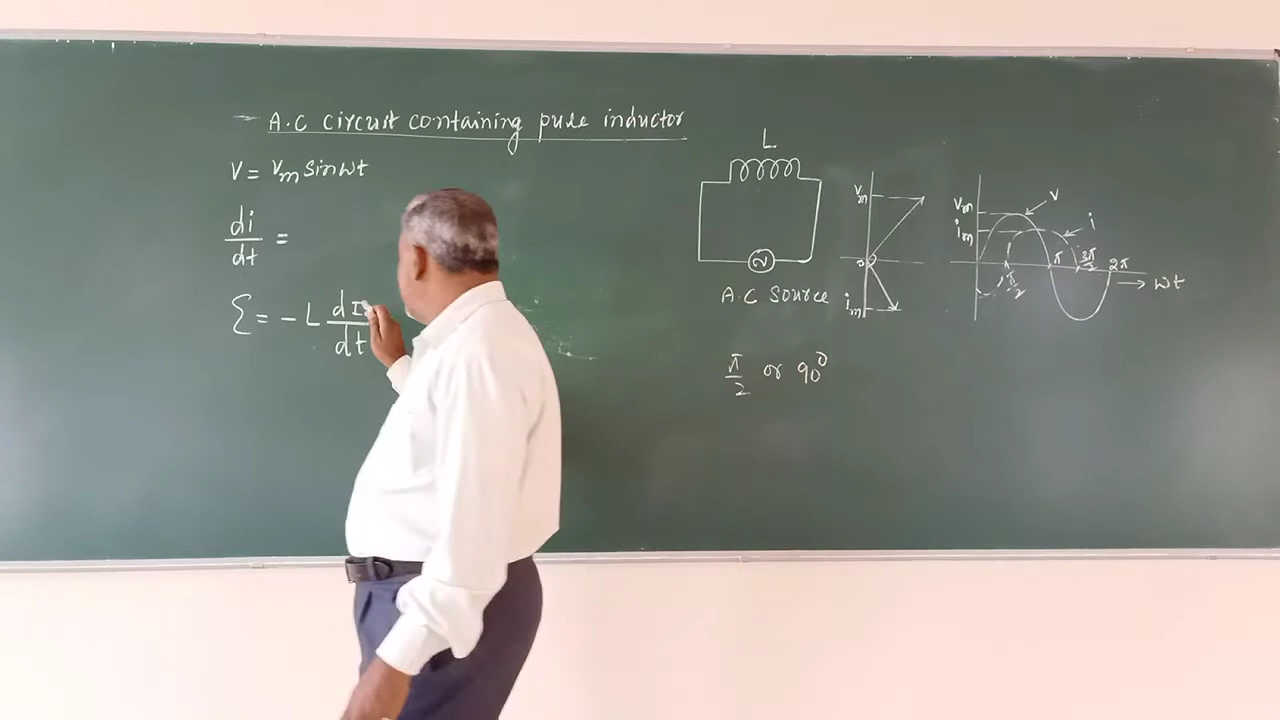 A.C circuit containing pure inductor
V = Vm Sinωt
di/dt =
Ɛ = - L dI/dt
L
A.C Source
Vm
o
im
Vm
im
V
i
π/2
π
3π/2
2π
ωt
π/2 or 90°